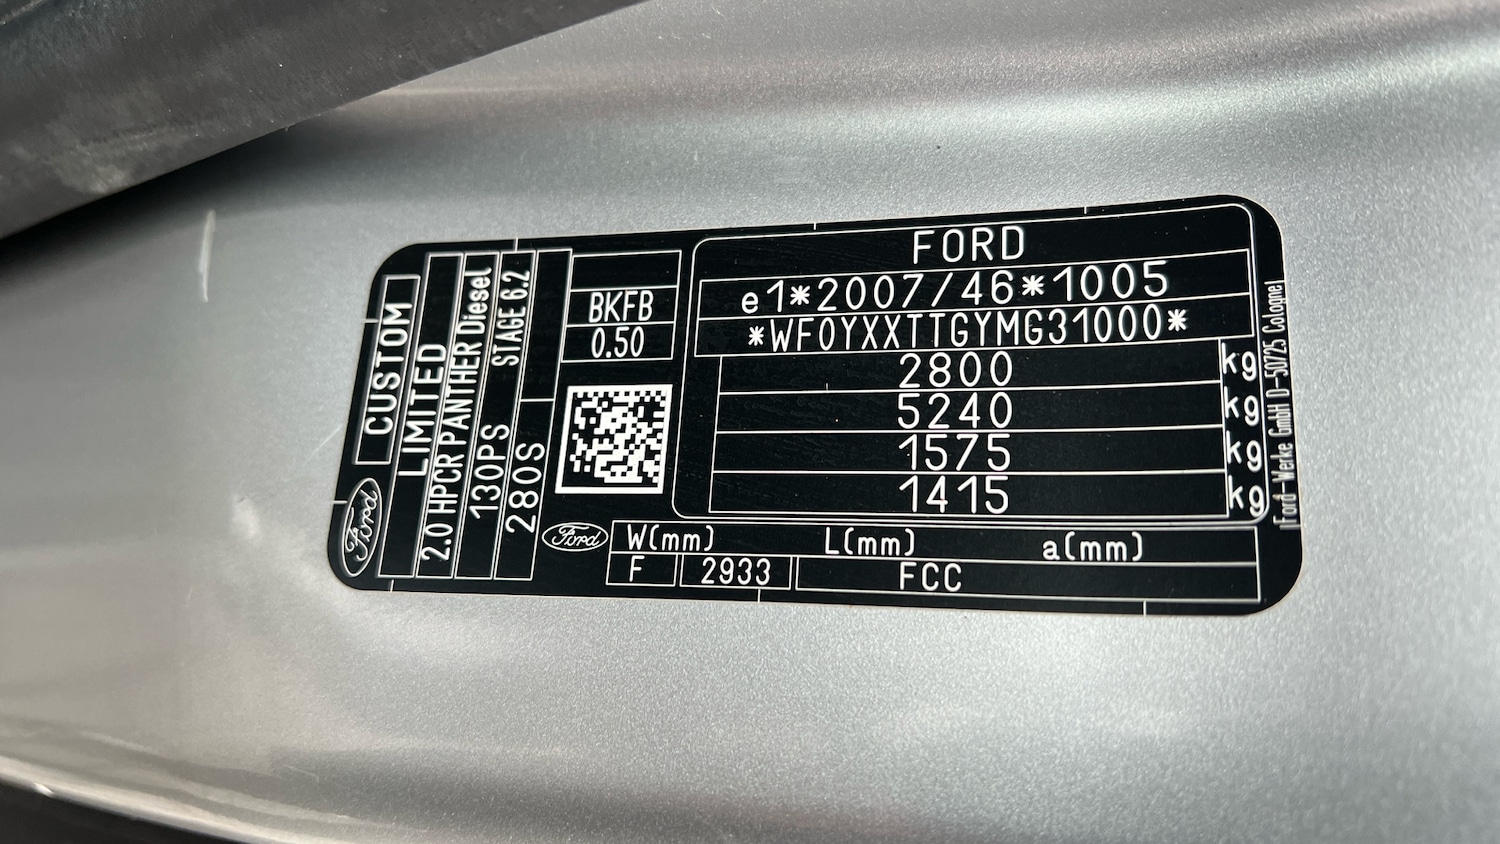 FORD
e1*2007/46*1005
*WF0YXXTTGYMG31000*
2800 kg
5240 kg
1575 kg
1415 kg
Ford-Werke GmbH D-50725 Cologne
BKFB
0.50
Ford
CUSTOM
LIMITED
2.0 HPCR PANTHER Diesel
130PS STAGE 6.2
280S
Ford
W(mm) L(mm) a(mm)
F 2933 FCC